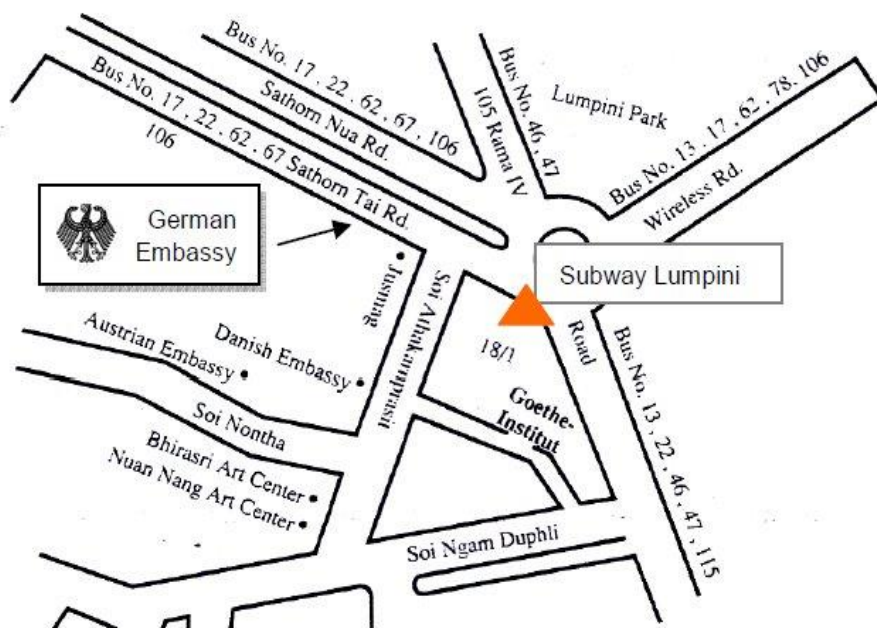 Bus No. 17 , 22 , 62 , 67 , 106
Sathorn Nua Rd.
Bus No. 17 , 22 , 62 , 67 Sathorn Tai Rd.
106
105 Rama IV
Bus No. 46 , 47
Lumpini Park
Bus No. 13 , 17 , 62 , 78 , 106
Wireless Rd.
German
Embassy
Subway Lumpini
Jusmag
Soi Athakarnprasit
18/1
Road
Austrian Embassy
Danish Embassy
Goethe-
Institut
Soi Nontha
Bhirasri Art Center
Nuan Nang Art Center
Soi Ngam Duphli
Bus No. 13 , 22 , 46 , 47 , 115